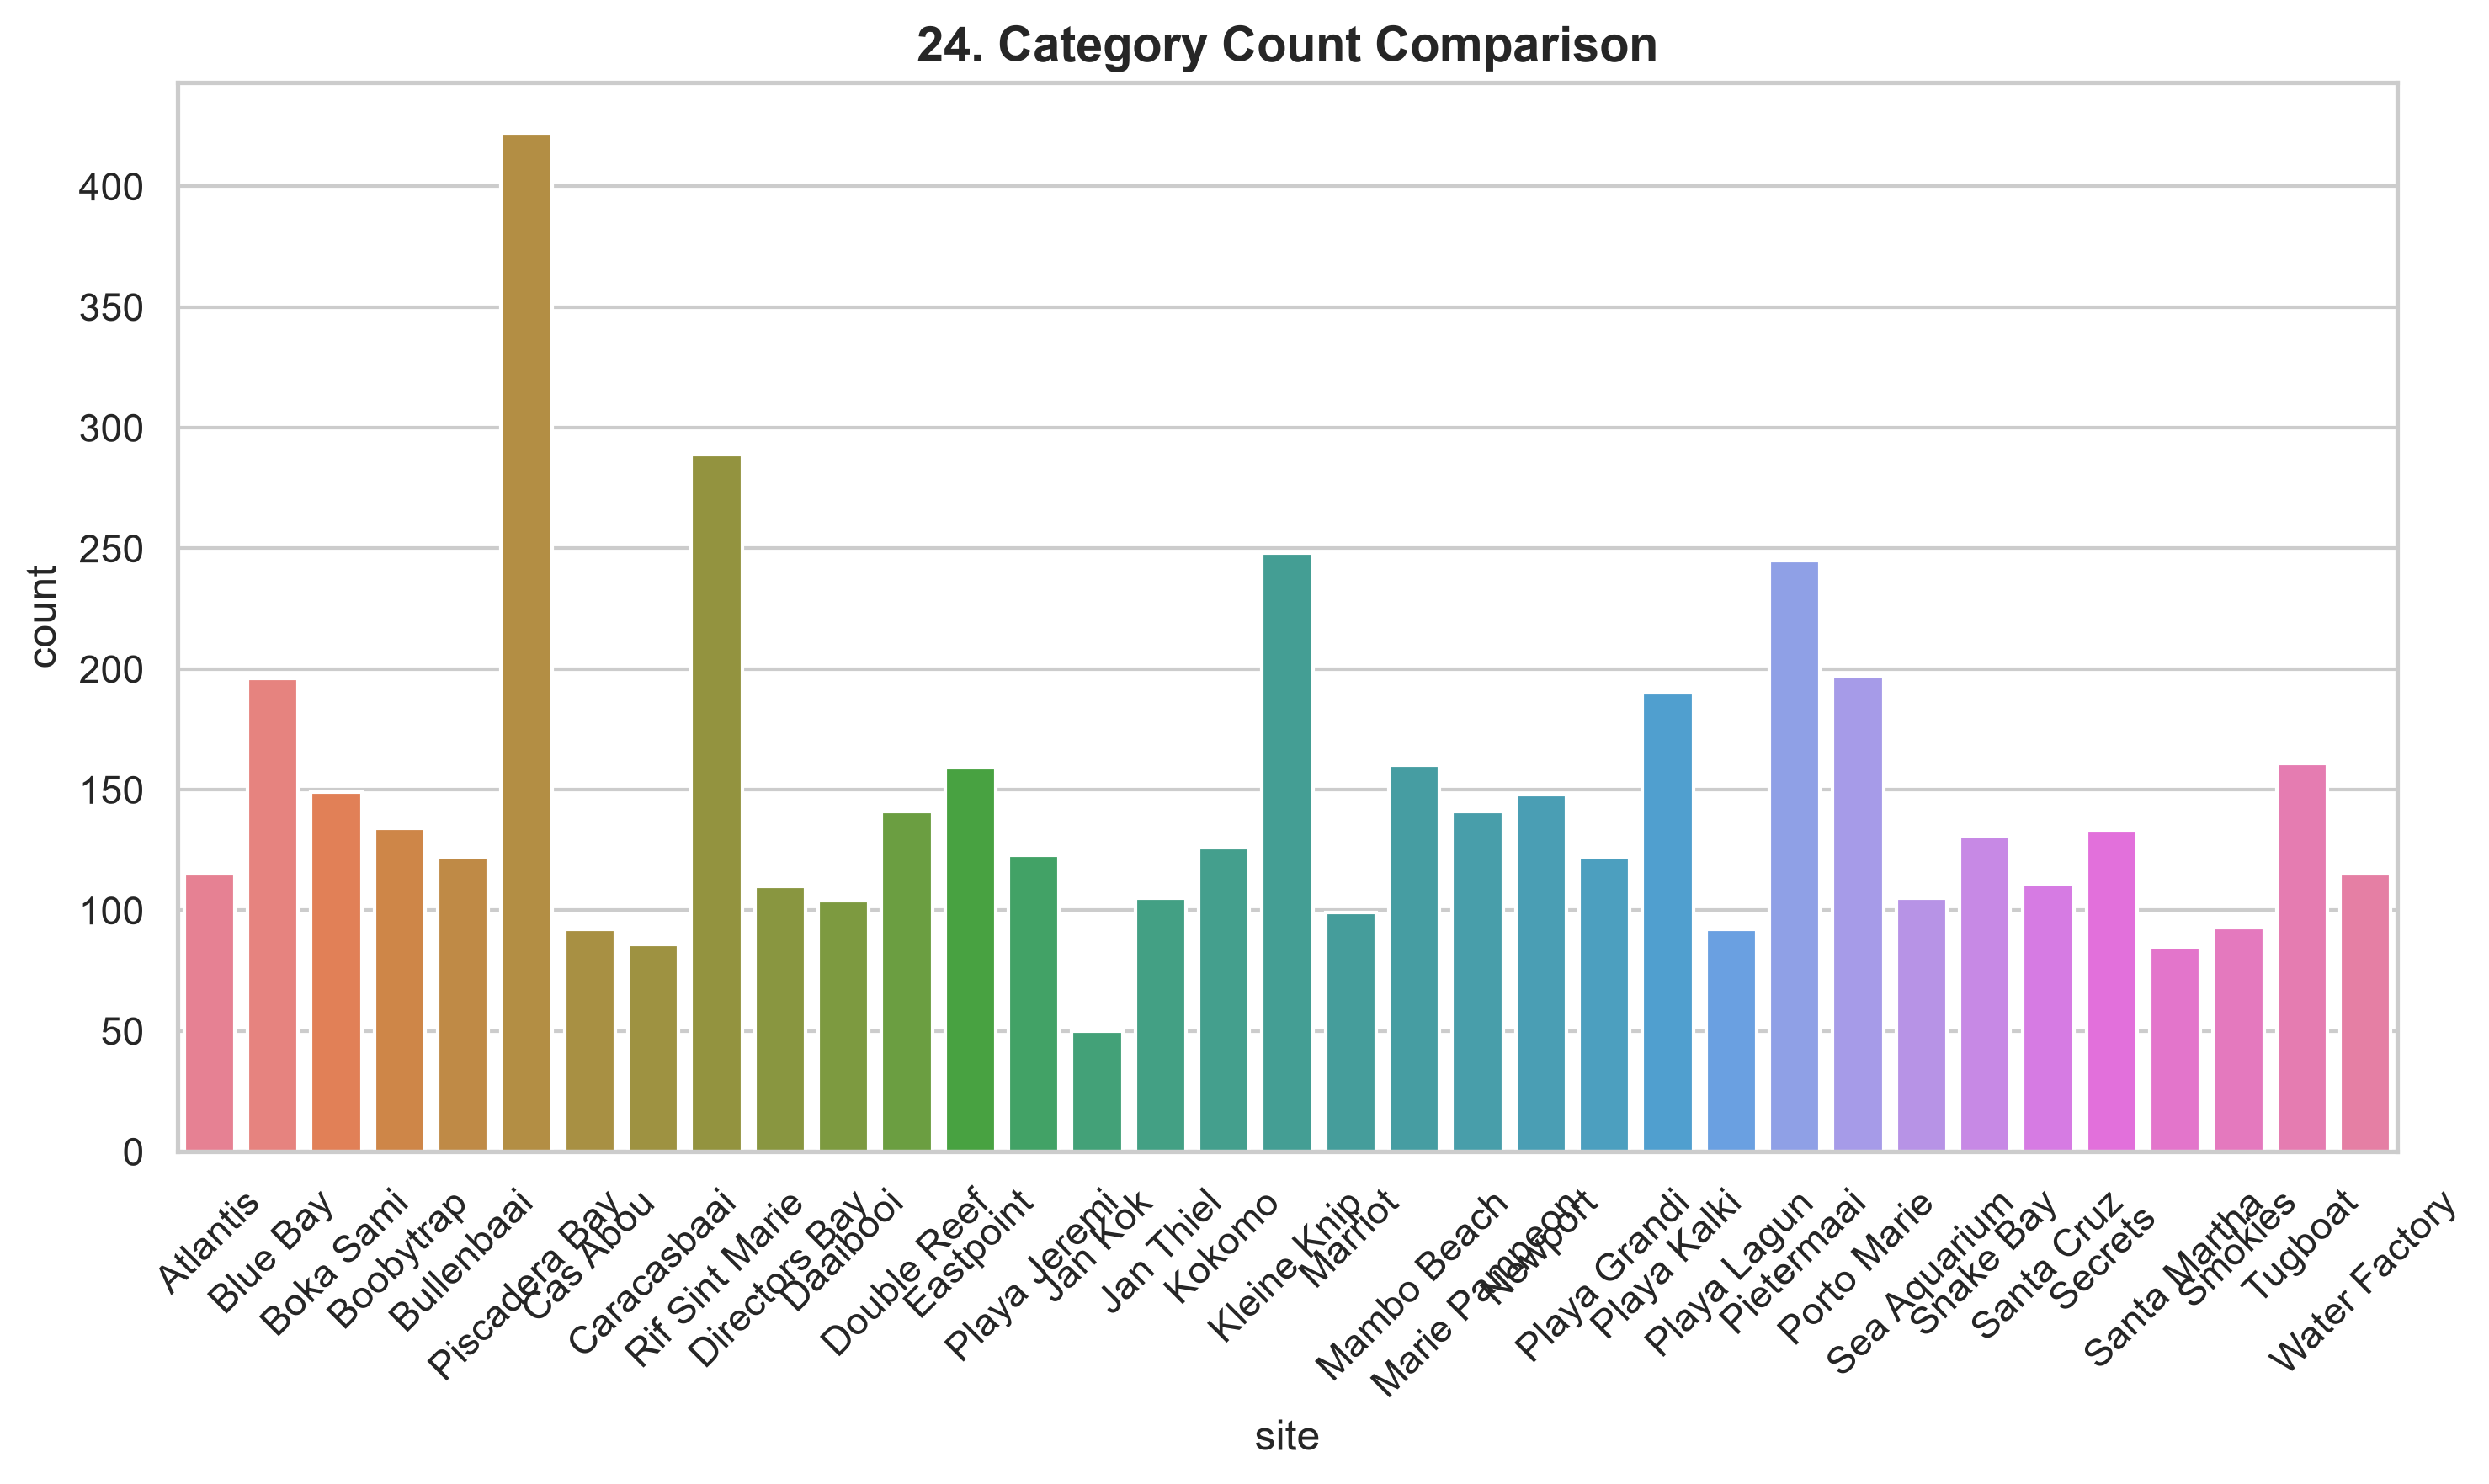 24. Category Count Comparison
count
400
350
300
250
200
150
100
50
0
Atlantis
Blue Bay
Boka Sami
Boobytrap
Bullenbaai
Piscadera Bay
Cas Abou
Caracasbaai
Rif Sint Marie
Directors Bay
Daaibooi
Double Reef
Eastpoint
Playa Jeremi
Jan Kok
Jan Thiel
Kokomo
Kleine Knip
Marriot
Mambo Beach
Marie Pampoen
Newport
Playa Grandi
Playa Kalki
Playa Lagun
Pietermaai
Porto Marie
Sea Aquarium
Snake Bay
Santa Cruz
Secrets
Santa Martha
Smokies
Tugboat
Water Factory
site